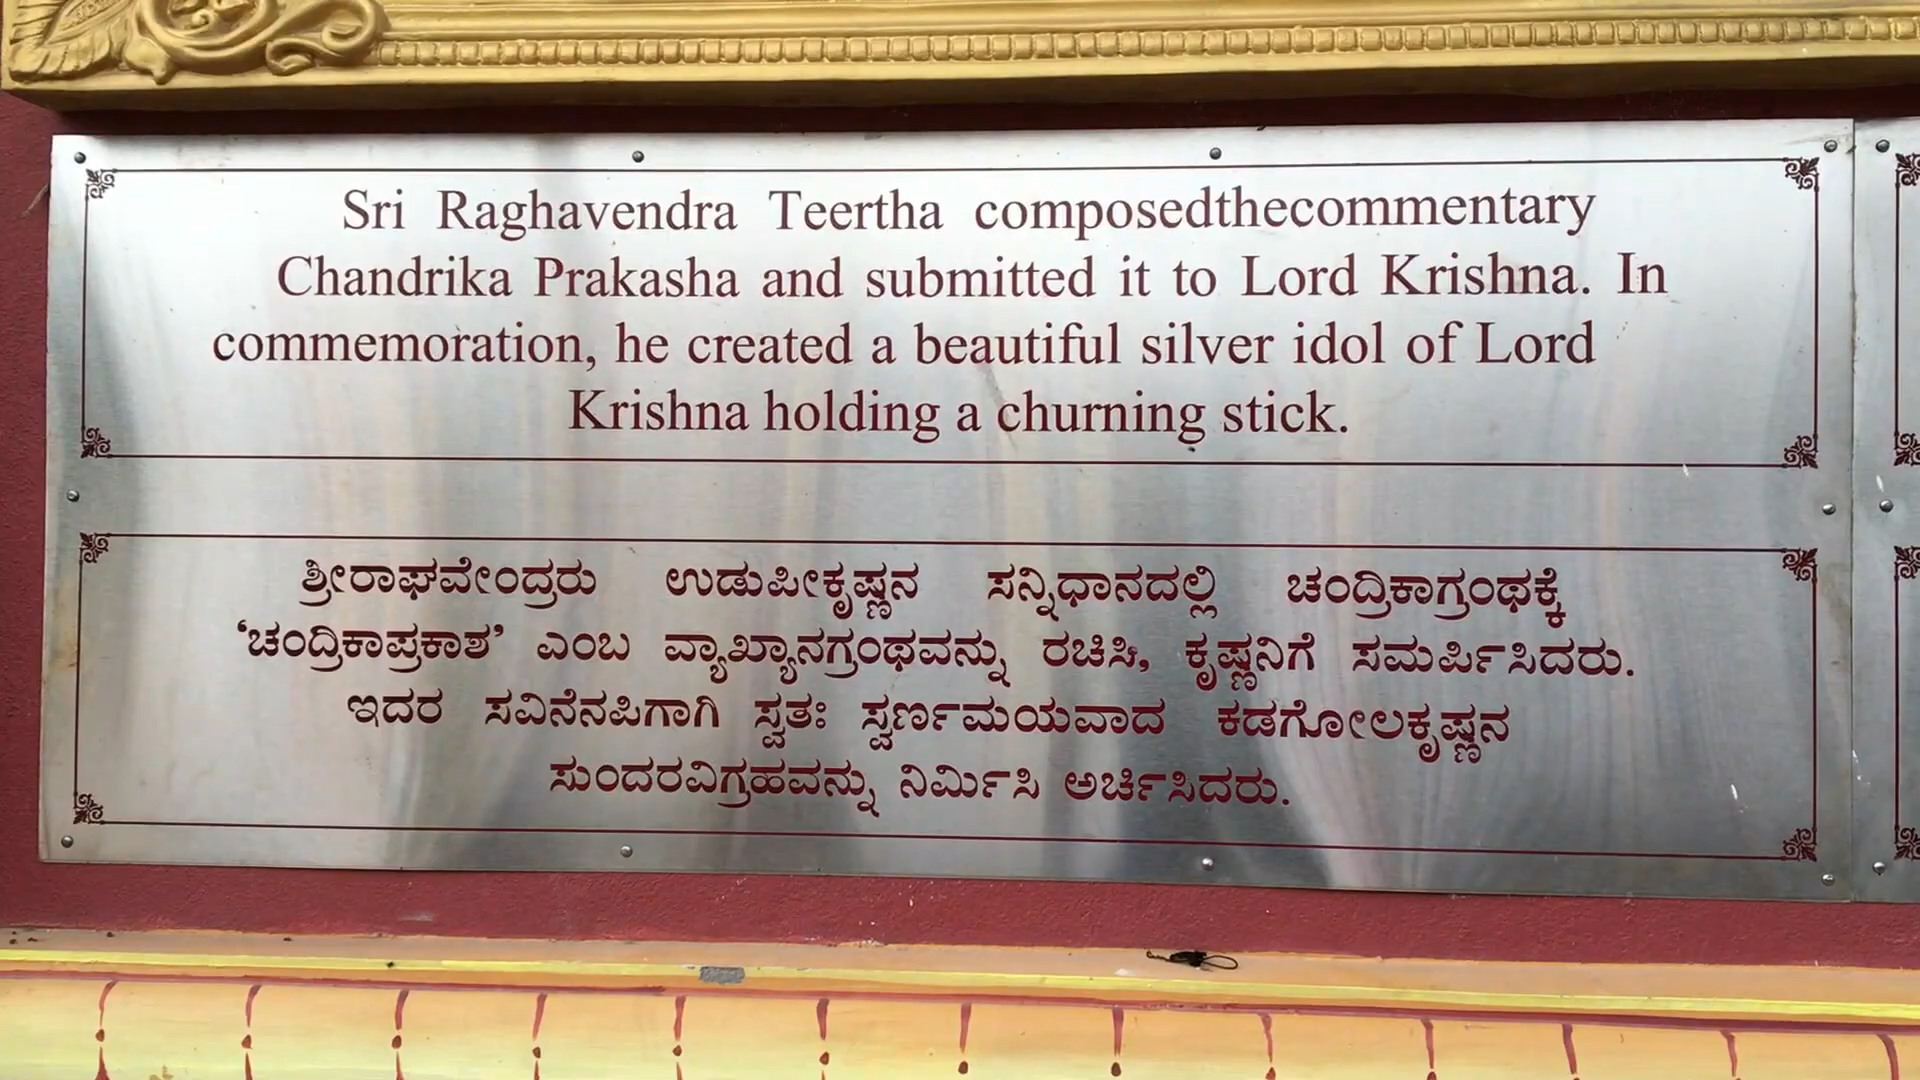 Sri Raghavendra Teertha composedthecommentary
Chandrika Prakasha and submitted it to Lord Krishna. In
commemoration, he created a beautiful silver idol of Lord
Krishna holding a churning stick.
ಶ್ರೀರಾಘವೇಂದ್ರರು ಉಡುಪೀಕೃಷ್ಣನ ಸನ್ನಿಧಾನದಲ್ಲಿ ಚಂದ್ರಿಕಾಗ್ರಂಥಕ್ಕೆ
‘ಚಂದ್ರಿಕಾಪ್ರಕಾಶ’ ಎಂಬ ವ್ಯಾಖ್ಯಾನಗ್ರಂಥವನ್ನು ರಚಿಸಿ, ಕೃಷ್ಣನಿಗೆ ಸಮರ್ಪಿಸಿದರು.
ಇದರ ಸವಿನೆನಪಿಗಾಗಿ ಸ್ವತಃ ಸ್ವರ್ಣಮಯವಾದ ಕಡಗೋಲಕೃಷ್ಣನ
ಸುಂದರವಿಗ್ರಹವನ್ನು ನಿರ್ಮಿಸಿ ಅರ್ಚಿಸಿದರು.